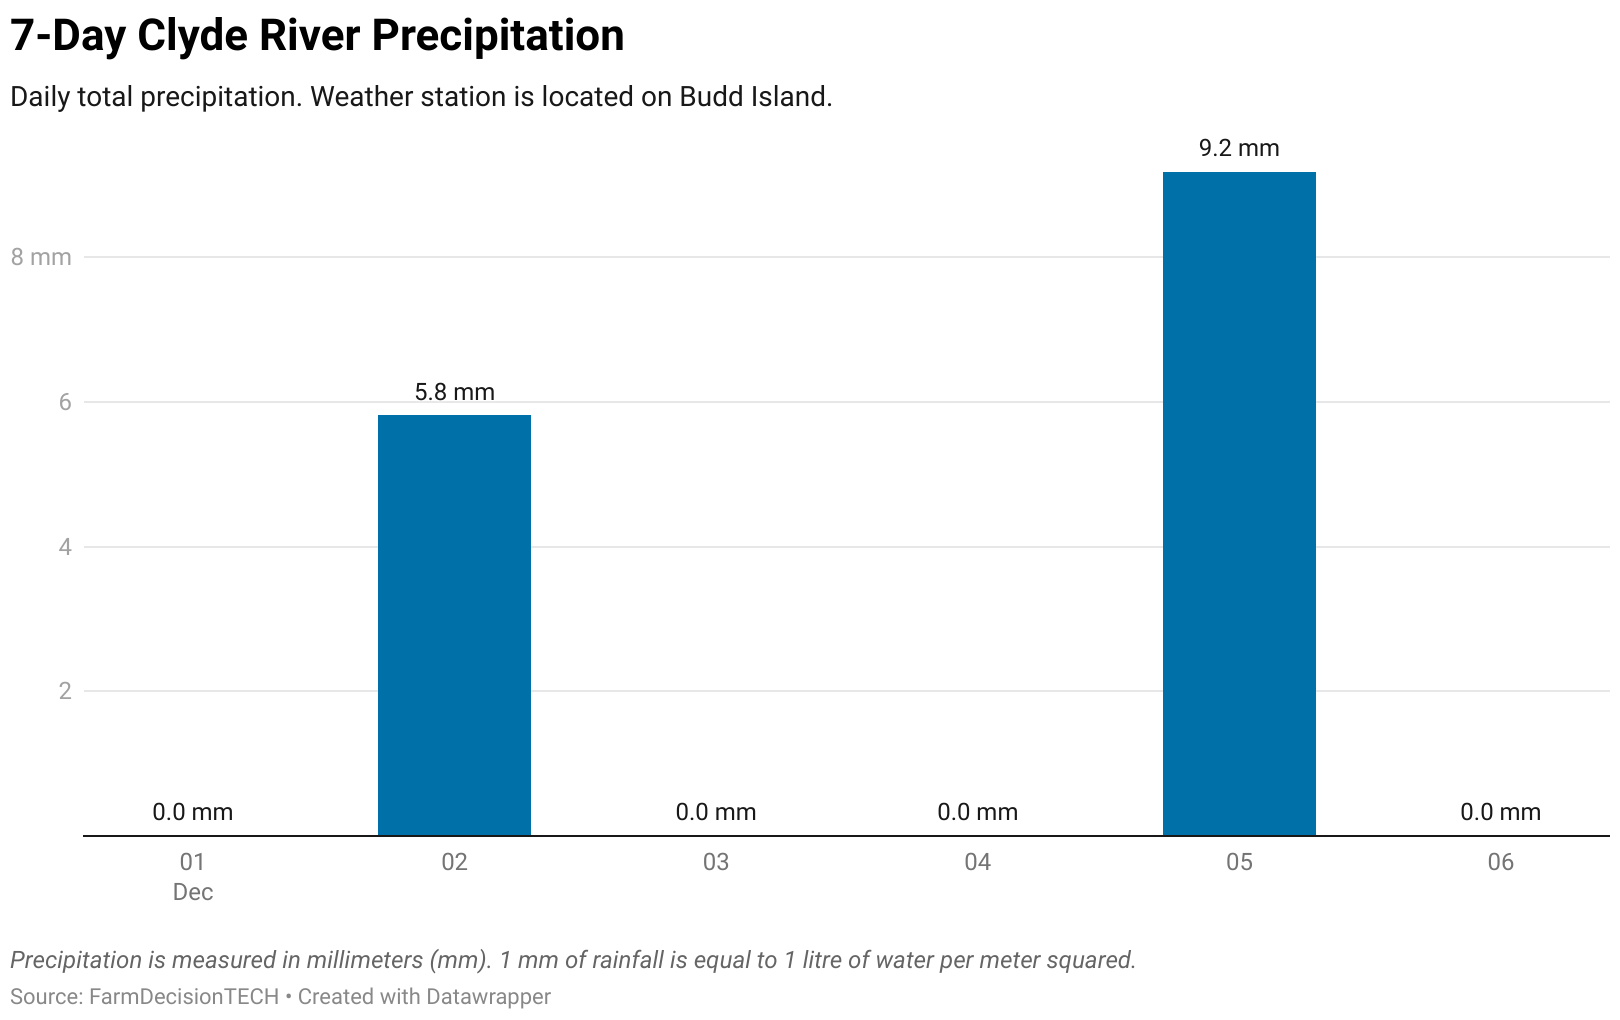 7-Day Clyde River Precipitation
Daily total precipitation. Weather station is located on Budd Island.
9.2 mm
8 mm
5.8 mm
6
4
2
0.0 mm 0.0 mm 0.0 mm 0.0 mm
01 02 03 04 05 06
Dec
Precipitation is measured in millimeters (mm). 1 mm of rainfall is equal to 1 litre of water per meter squared.
Source: FarmDecisionTECH • Created with Datawrapper